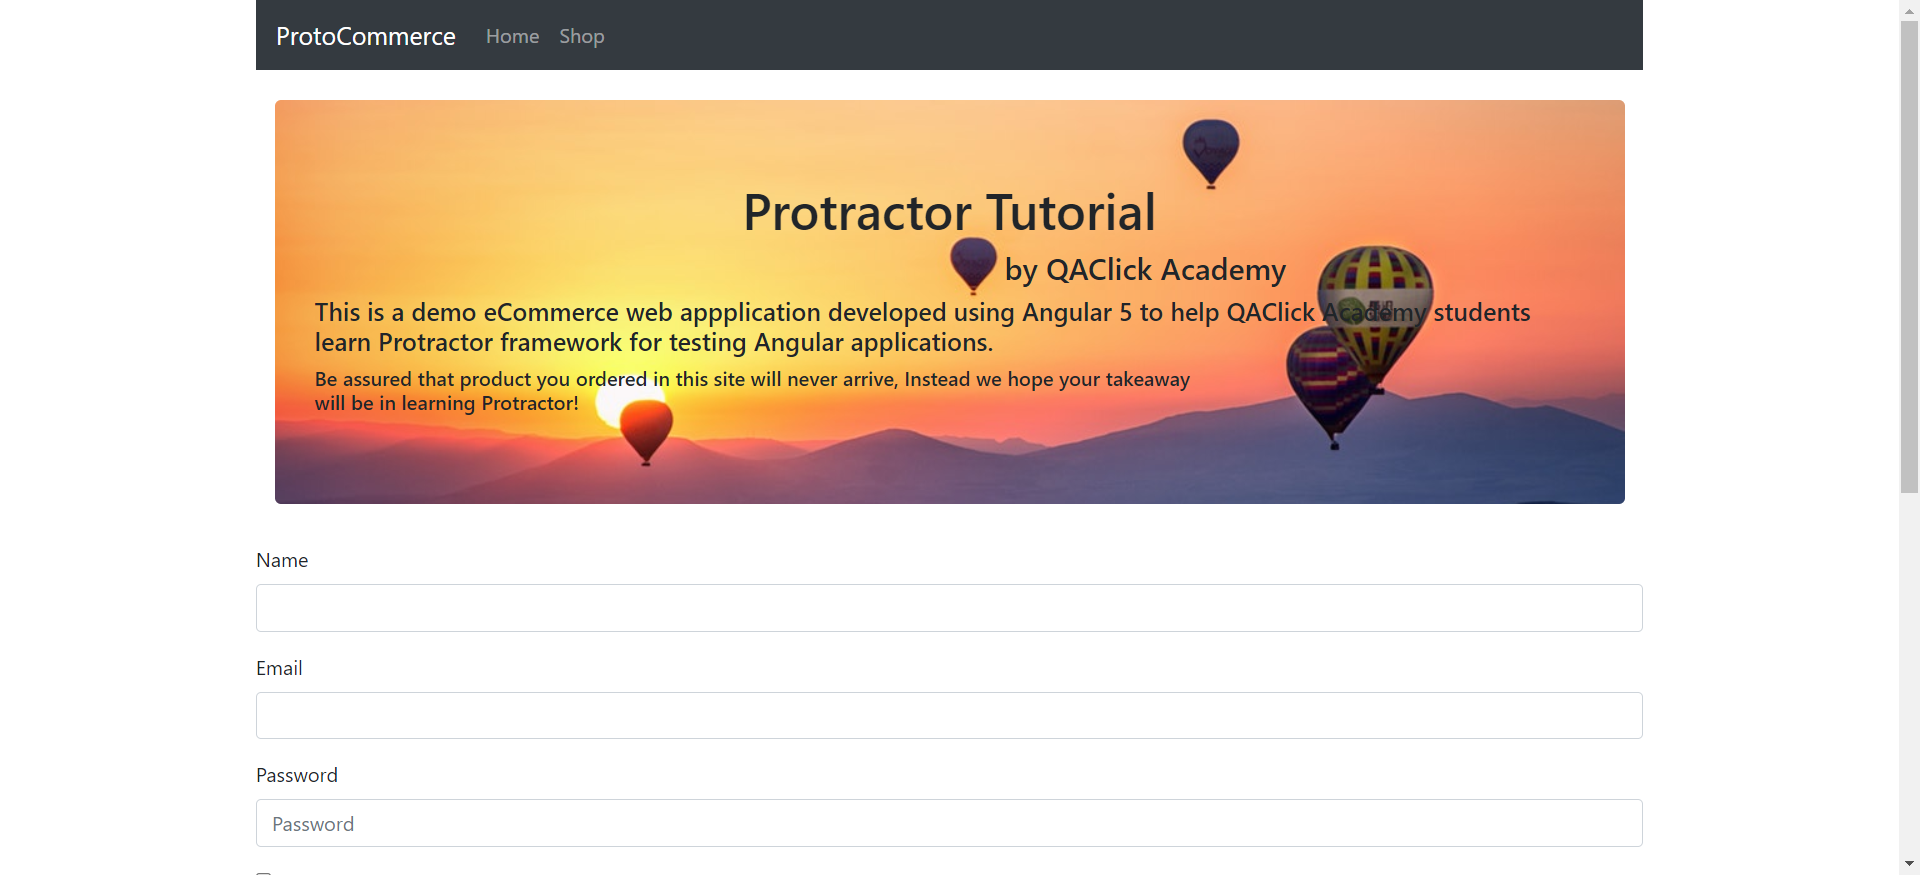 ProtoCommerce Home Shop
Protractor Tutorial
by QAClick Academy
This is a demo eCommerce web appplication developed using Angular 5 to help QAClick Academy students
learn Protractor framework for testing Angular applications.
Be assured that product you ordered in this site will never arrive, Instead we hope your takeaway
will be in learning Protractor!
Name
Email
Password
Password